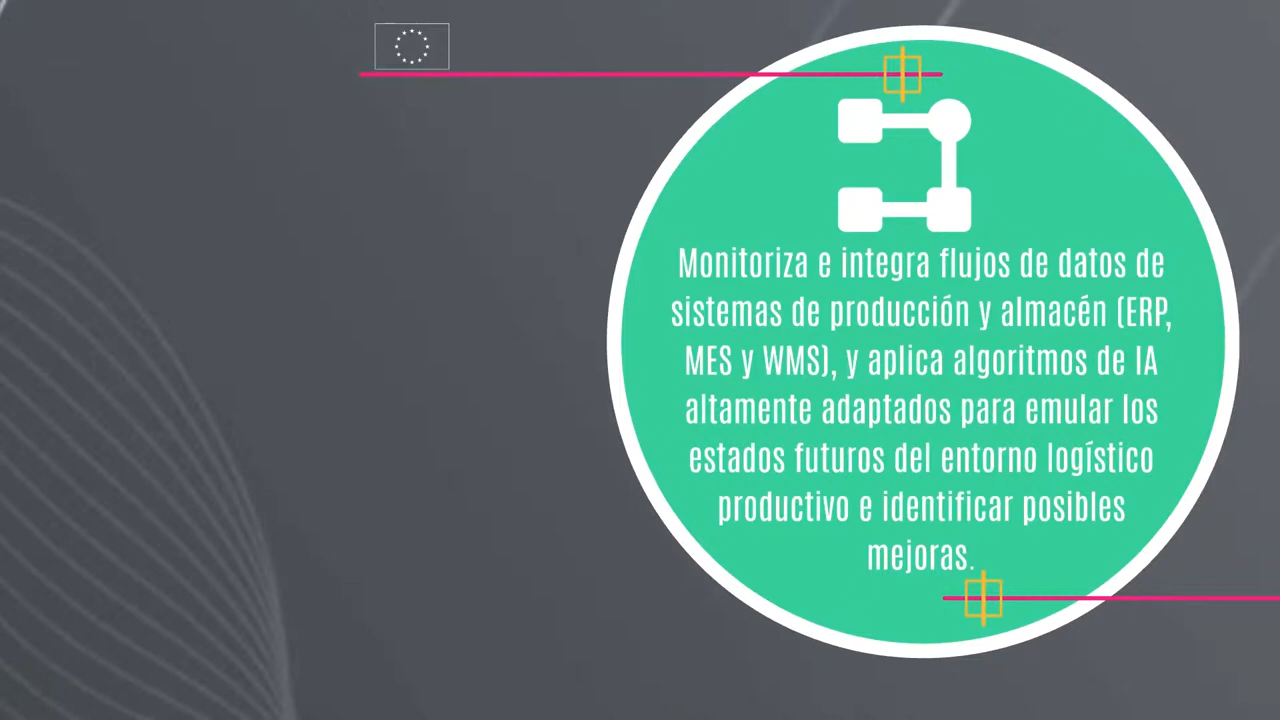 Monitoriza e integra flujos de datos de
sistemas de producción y almacén (ERP,
MES y WMS), y aplica algoritmos de IA
altamente adaptados para emular los
estados futuros del entorno logístico
productivo e identificar posibles
mejoras.